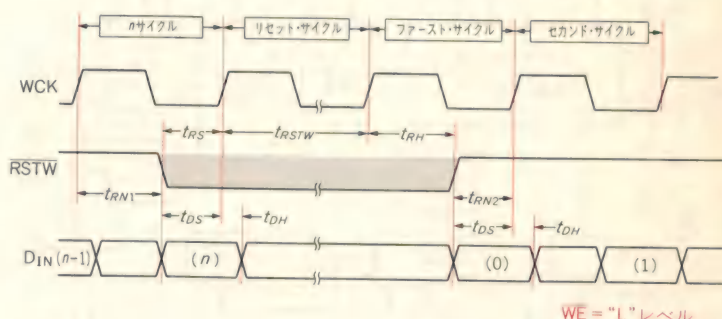 nサイクル リセット・サイクル ファースト・サイクル セカンド・サイクル
WCK
tRS tRSTW tRH
RSTW
tRN1 tRN2
tDS tDH tDS tDH
DIN (n-1) (n) (0) (1)
WE = "L" レベル